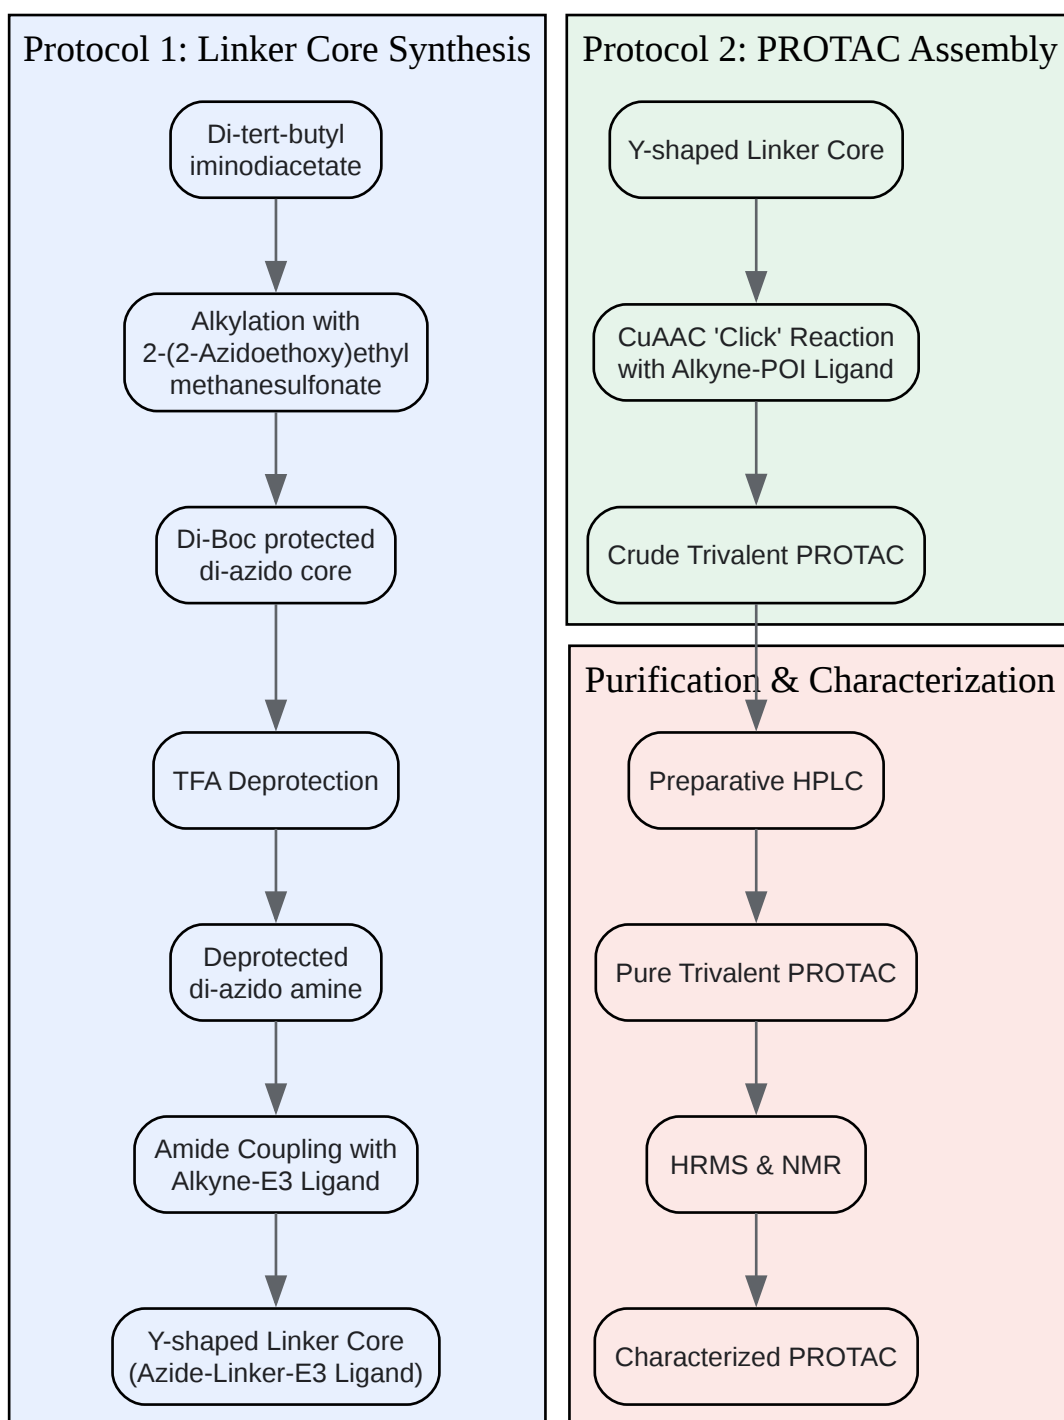 Protocol 1: Linker Core Synthesis
Di-tert-butyl
iminodiacetate
Alkylation with
2-(2-Azidoethoxy)ethyl
methanesulfonate
Di-Boc protected
di-azido core
TFA Deprotection
Deprotected
di-azido amine
Amide Coupling with
Alkyne-E3 Ligand
Y-shaped Linker Core
(Azide-Linker-E3 Ligand)
Protocol 2: PROTAC Assembly
Y-shaped Linker Core
CuAAC 'Click' Reaction
with Alkyne-POI Ligand
Crude Trivalent PROTAC
Purification & Characterization
Preparative HPLC
Pure Trivalent PROTAC
HRMS & NMR
Characterized PROTAC